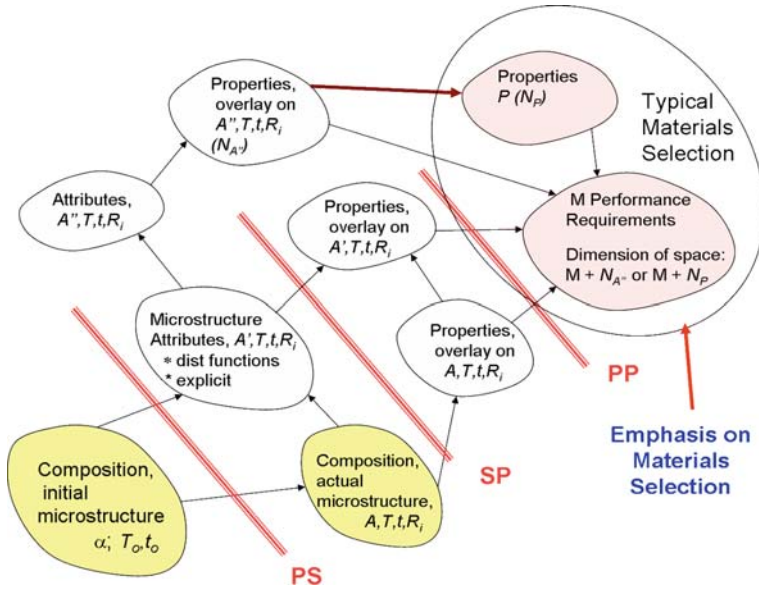 Properties,
overlay on
A'',T,t,Rᵢ
(N_A'')
Properties
P (N_P)
Typical
Materials
Selection
Attributes,
A'',T,t,Rᵢ
Properties,
overlay on
A',T,t,Rᵢ
M Performance
Requirements
Dimension of space:
M + N_A'' or M + N_P
Microstructure
Attributes, A',T,t,Rᵢ
* dist functions
* explicit
Properties,
overlay on
A,T,t,Rᵢ
PP
Emphasis on
Materials
Selection
Composition,
initial
microstructure
α; T_O,t_O
Composition,
actual
microstructure,
A,T,t,Rᵢ
SP
PS